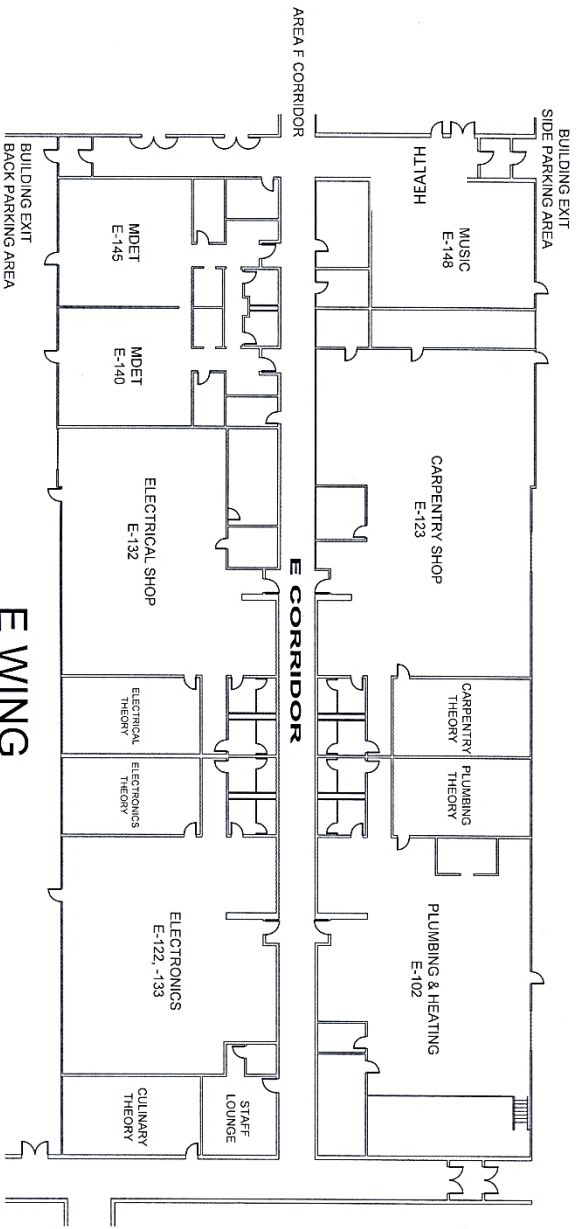 BUILDING EXIT
SIDE PARKING AREA
AREA F CORRIDOR
HEALTH
MUSIC
E-148
BUILDING EXIT
BACK PARKING AREA
MDET
E-145
MDET
E-140
CARPENTRY SHOP
E-123
ELECTRICAL SHOP
E-132
E CORRIDOR
E WING
CARPENTRY
THEORY
PLUMBING
THEORY
ELECTRICAL
THEORY
ELECTRONICS
THEORY
PLUMBING & HEATING
E-102
ELECTRONICS
E-122, -133
STAFF
LOUNGE
CULINARY
THEORY